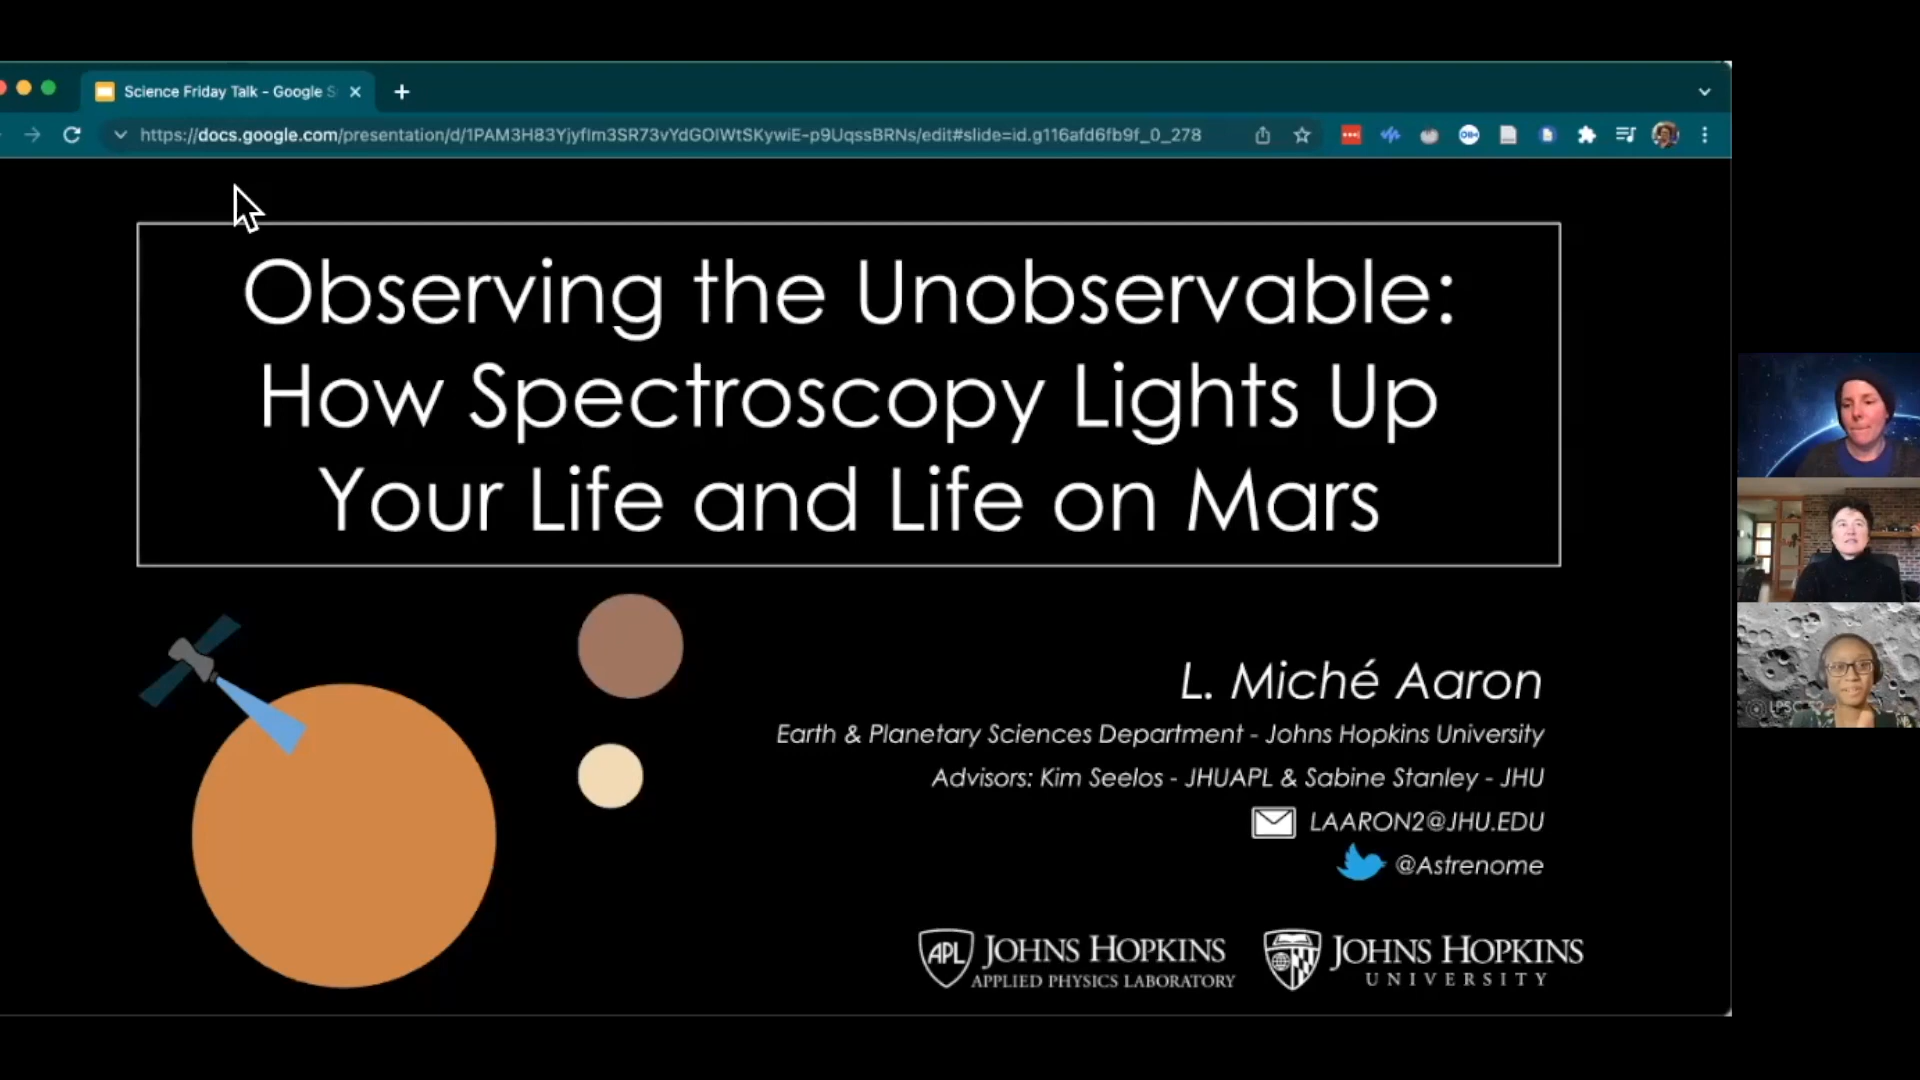 Science Friday Talk - Google S
https://docs.google.com/presentation/d/1PAM3H83YjyfIm3SR73vYdGOIWtSKywiE-p9UqssBRNs/edit#slide=id.g116afd6fb9f_0_278
Observing the Unobservable:
How Spectroscopy Lights Up
Your Life and Life on Mars
L. Miché Aaron
Earth & Planetary Sciences Department - Johns Hopkins University
Advisors: Kim Seelos - JHUAPL & Sabine Stanley - JHU
LAARON2@JHU.EDU
@Astrenome
APL JOHNS HOPKINS
APPLIED PHYSICS LABORATORY
JOHNS HOPKINS
UNIVERSITY